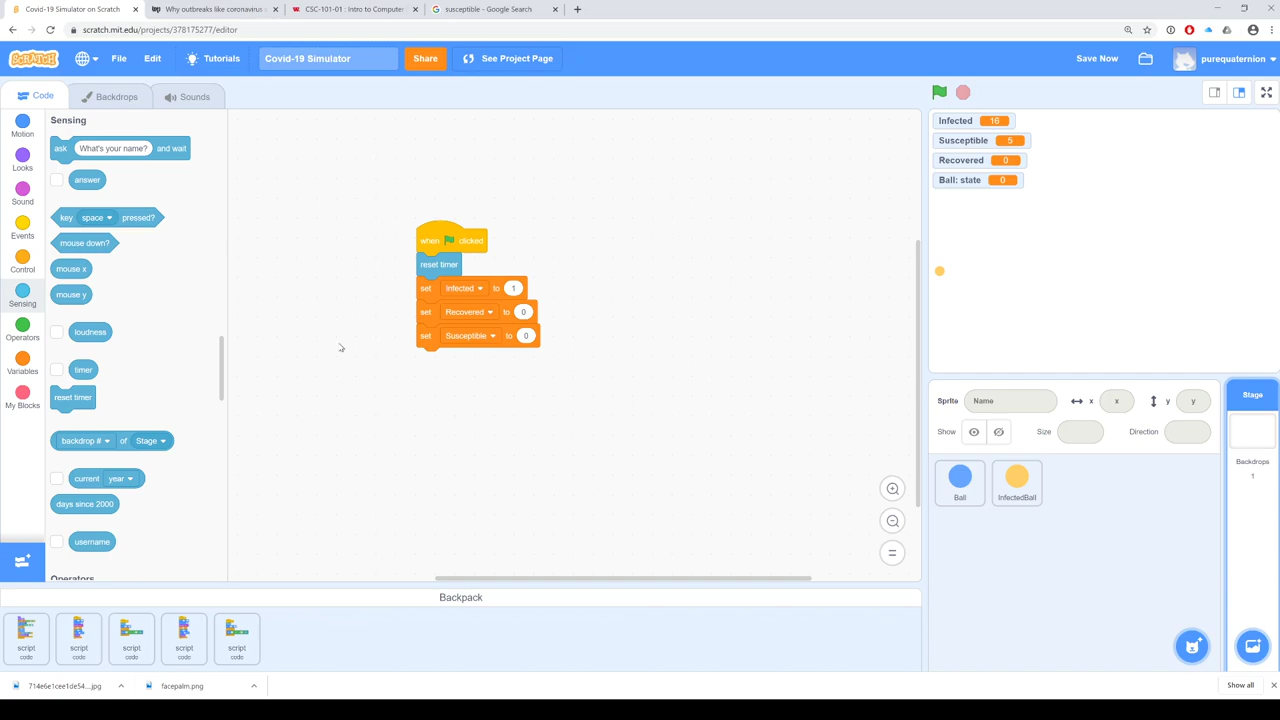 Covid-19 Simulator on Scratch
Why outbreaks like coronavirus
CSC-101-01 : Intro to Computer
susceptible - Google Search
scratch.mit.edu/projects/378175277/editor
SCRATCH File Edit Tutorials Covid-19 Simulator Share See Project Page Save Now purequaternion
Code Backdrops Sounds
Motion
Looks
Sound
Events
Control
Sensing
Operators
Variables
My Blocks
Sensing
ask What's your name? and wait
answer
key space pressed?
mouse down?
mouse x
mouse y
loudness
timer
reset timer
backdrop # of Stage
current year
days since 2000
username
Operators
when clicked
reset timer
set Infected to 1
set Recovered to 0
set Susceptible to 0
Infected 16
Susceptible 5
Recovered 0
Ball: state 0
Sprite Name x x y y
Show Size Direction
Ball
InfectedBall
Stage
Backdrops
1
Backpack
script
code
script
code
script
code
script
code
script
code
714e6e1cee1de54....jpg
facepalm.png
Show all